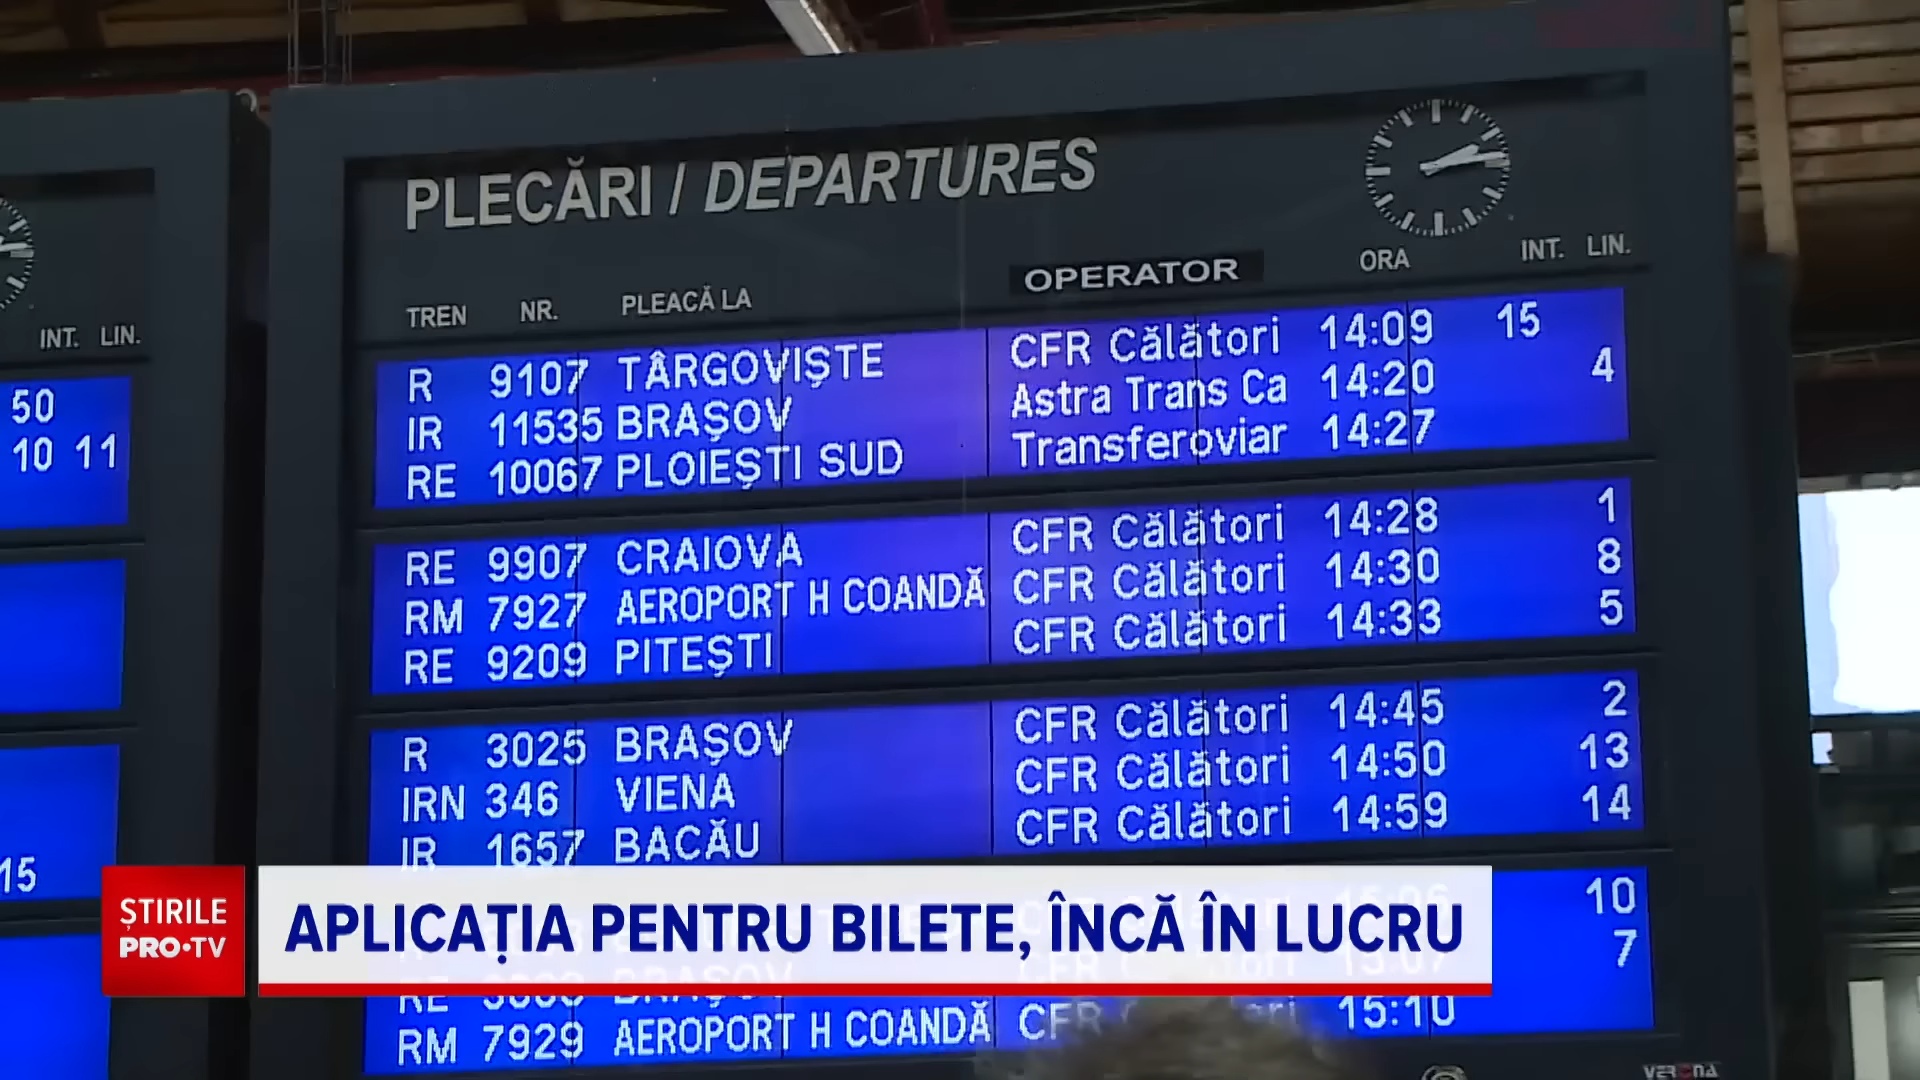 PLECĂRI / DEPARTURES
TREN NR. PLEACĂ LA OPERATOR ORA INT. LIN.
R 9107 TÂRGOVIȘTE CFR Călători 14:09 15
IR 11535 BRAȘOV Astra Trans Ca 14:20 4
RE 10067 PLOIEȘTI SUD Transferoviar 14:27
RE 9907 CRAIOVA CFR Călători 14:28 1
RM 7927 AEROPORT H COANDĂ CFR Călători 14:30 8
RE 9209 PITEȘTI CFR Călători 14:33 5
R 3025 BRAȘOV CFR Călători 14:45 2
IRN 346 VIENA CFR Călători 14:50 13
IR 1657 BACĂU CFR Călători 14:59 14
10
RE BRAȘOV 7
RM 7929 AEROPORT H COANDĂ 15:10
INT. LIN.
50
10 11
15
ȘTIRILE
PRO•TV
APLICAȚIA PENTRU BILETE, ÎNCĂ ÎN LUCRU
VERONA